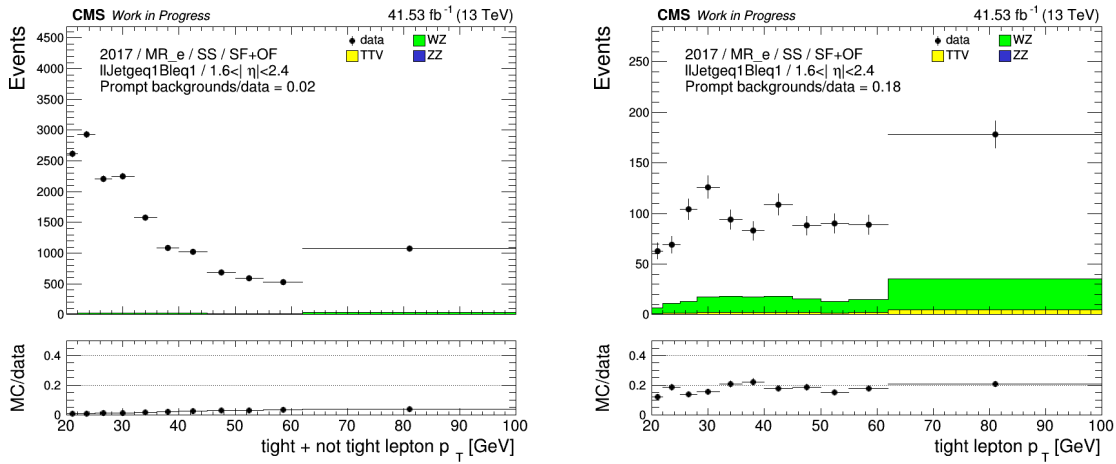 CMS Work in Progress 41.53 fb⁻¹ (13 TeV)
Events
4500
4000
3500
3000
2500
2000
1500
1000
500
0
2017 / MR_e / SS / SF+OF
llJetgeq1Bleq1 / 1.6<| η|<2.4
Prompt backgrounds/data = 0.02
data WZ
TTV ZZ
MC/data
0.4
0.2
0
20 30 40 50 60 70 80 90 100
tight + not tight lepton p_T [GeV]
CMS Work in Progress 41.53 fb⁻¹ (13 TeV)
Events
250
200
150
100
50
0
2017 / MR_e / SS / SF+OF
llJetgeq1Bleq1 / 1.6<| η|<2.4
Prompt backgrounds/data = 0.18
data WZ
TTV ZZ
MC/data
0.4
0.2
0
20 30 40 50 60 70 80 90 100
tight lepton p_T [GeV]